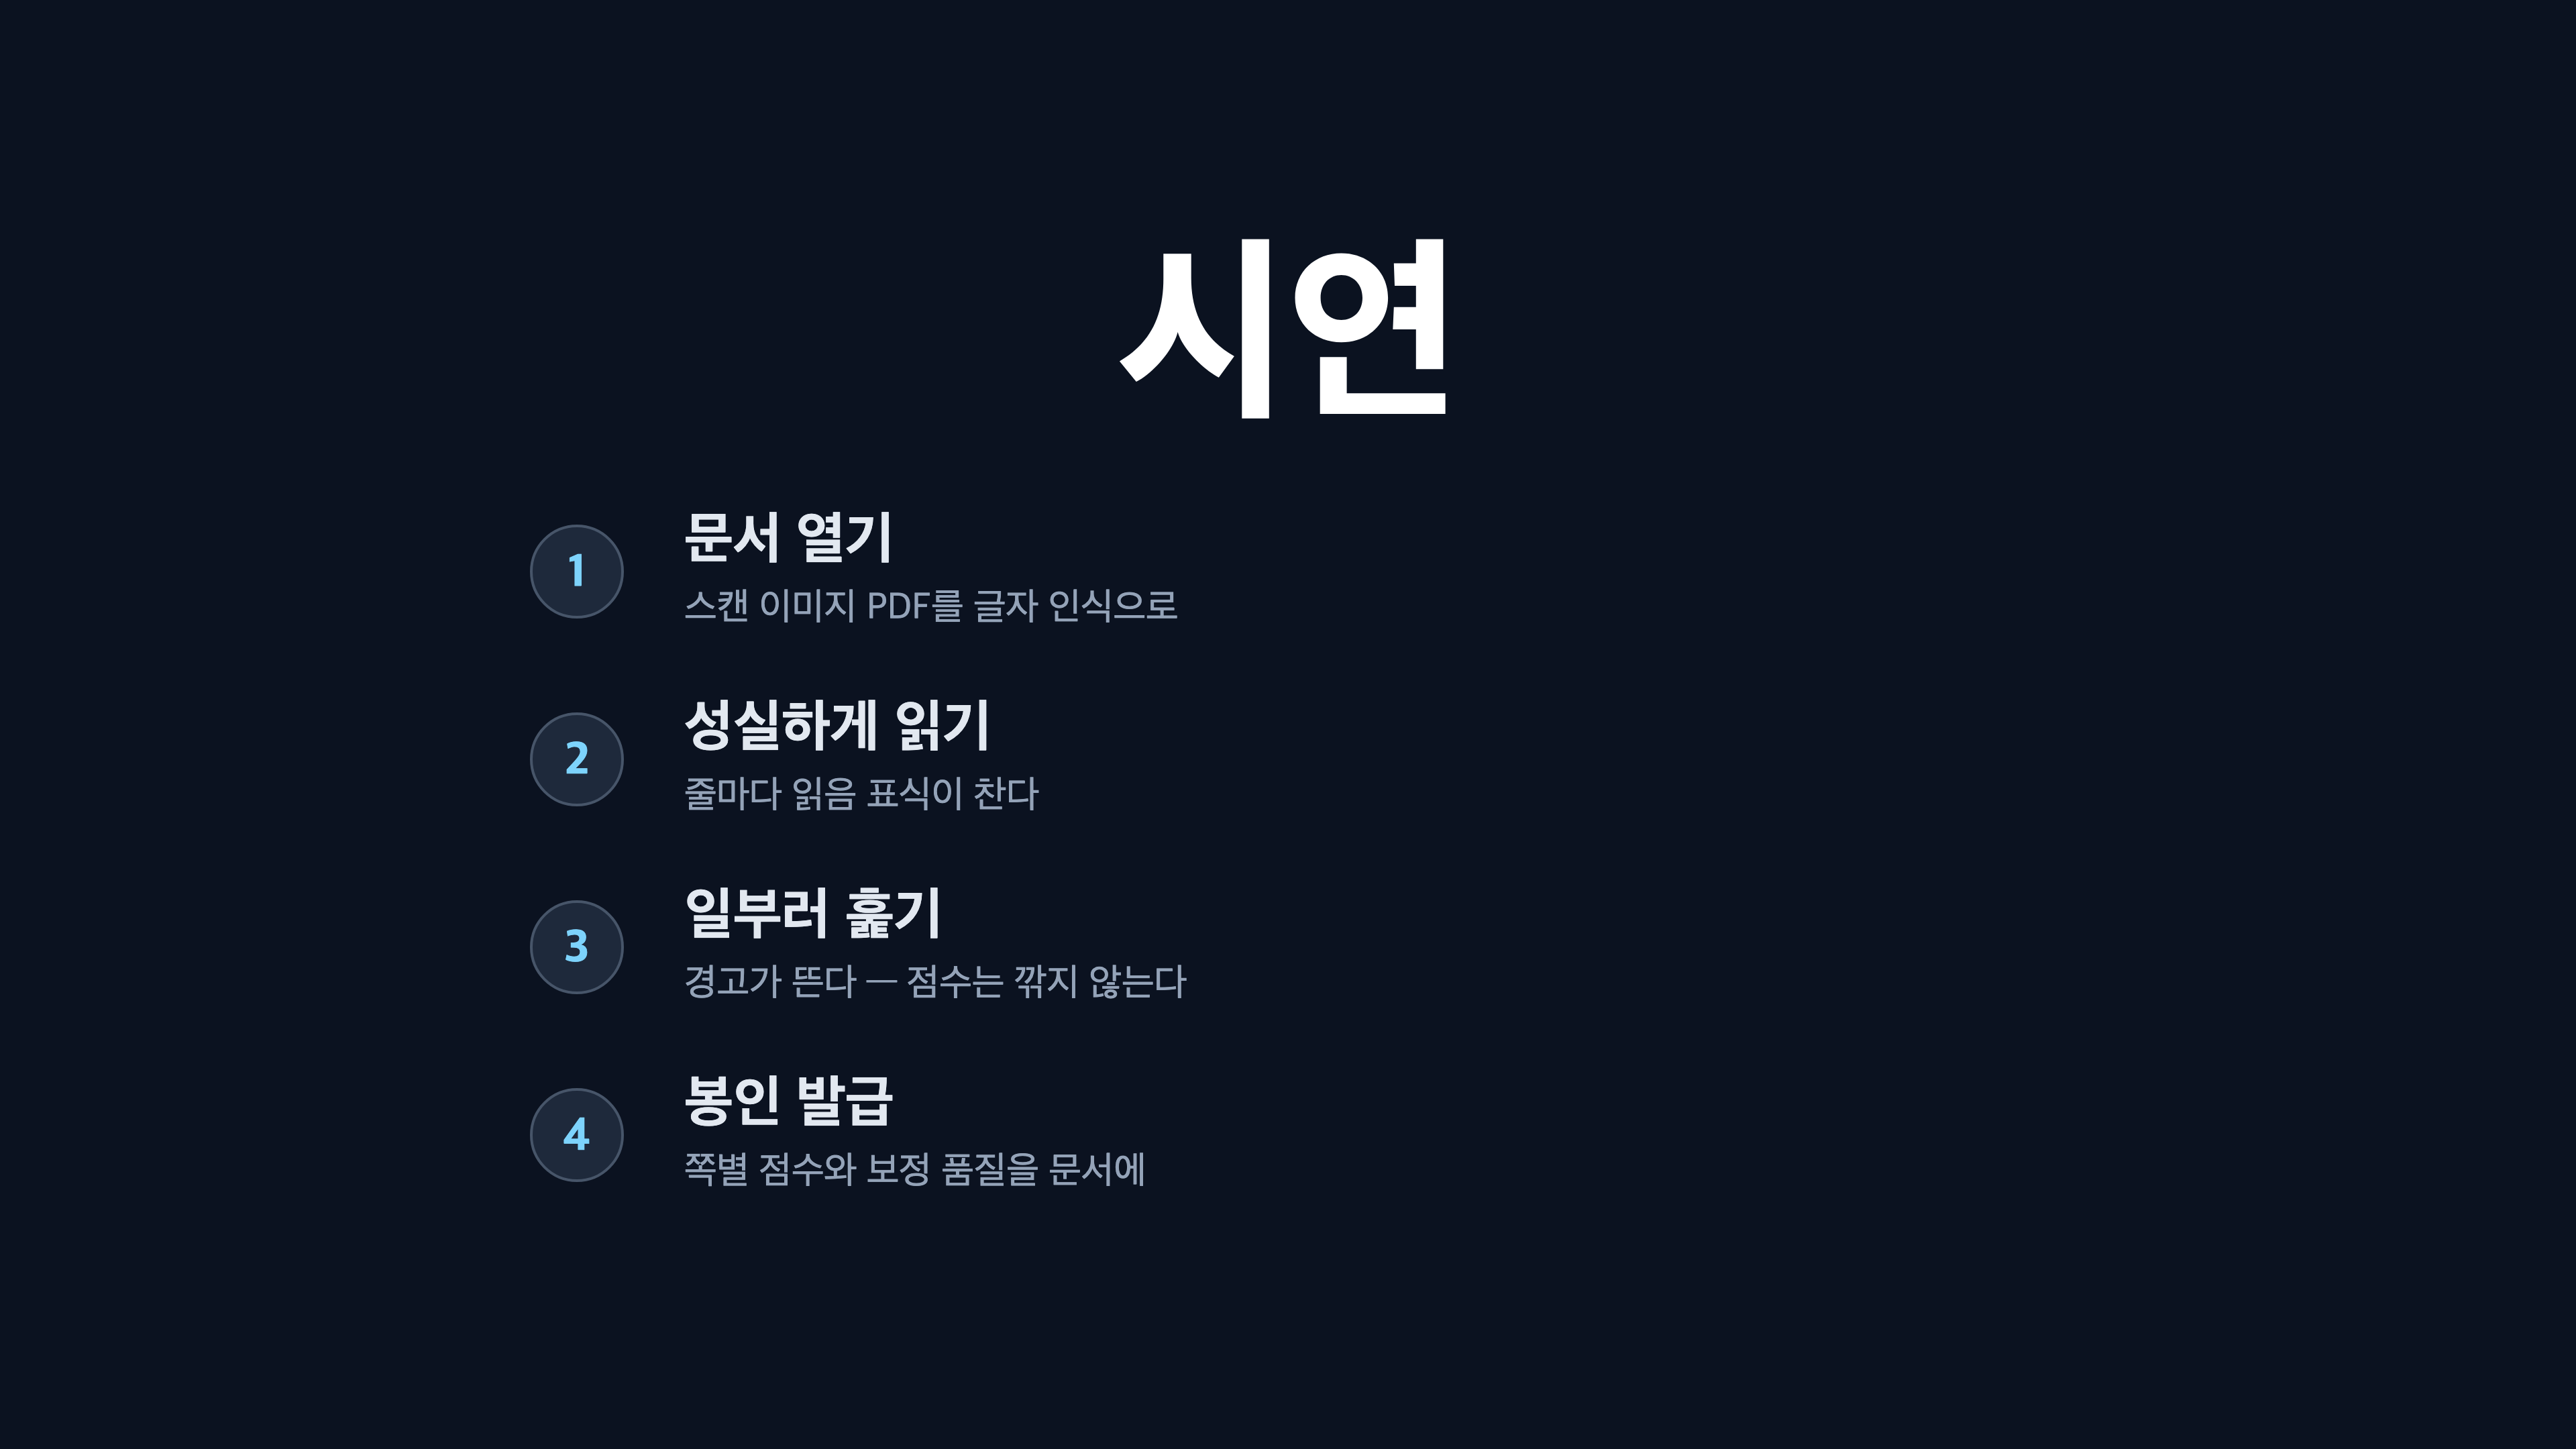 시연
1
문서 열기
스캔 이미지 PDF를 글자 인식으로
2
성실하게 읽기
줄마다 읽음 표식이 찬다
3
일부러 훑기
경고가 뜬다 — 점수는 깎지 않는다
4
봉인 발급
쪽별 점수와 보정 품질을 문서에